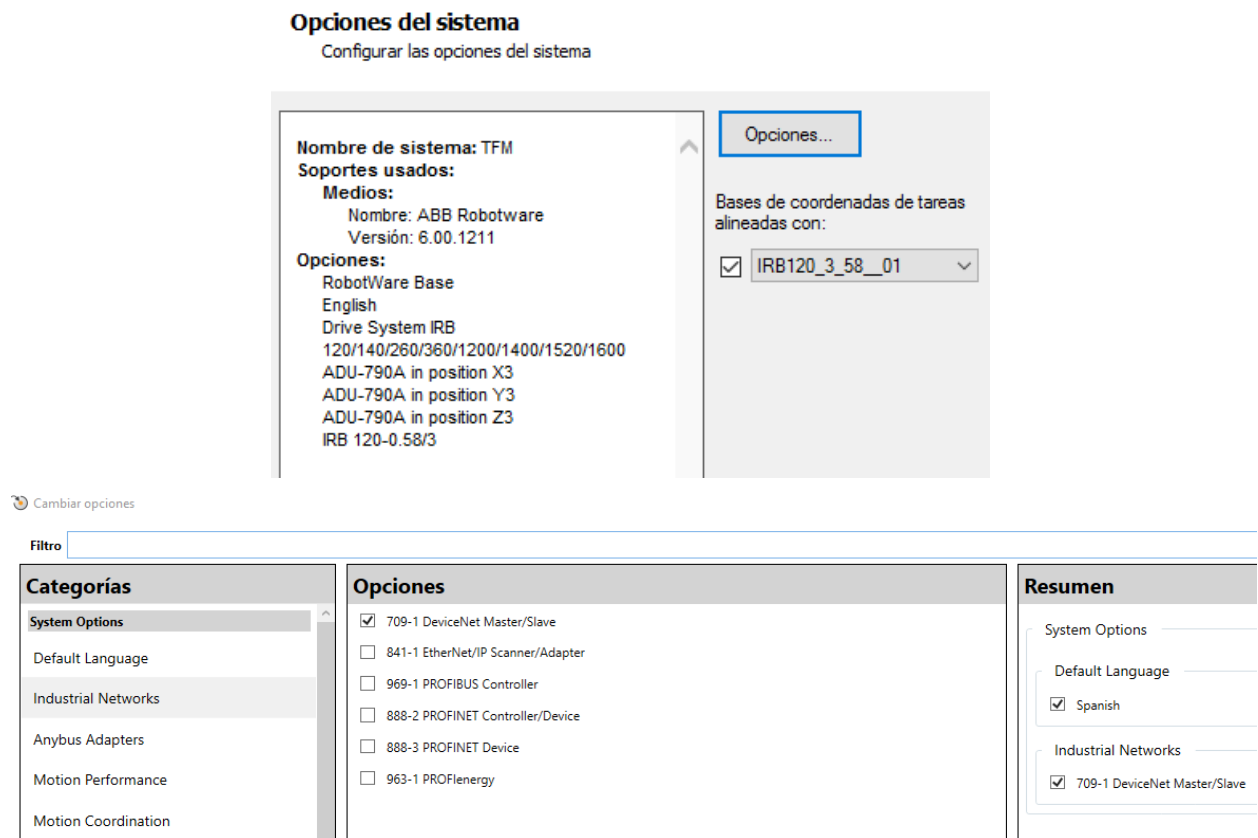 Opciones del sistema
Configurar las opciones del sistema
Nombre de sistema: TFM
Soportes usados:
Medios:
Nombre: ABB Robotware
Versión: 6.00.1211
Opciones:
RobotWare Base
English
Drive System IRB
120/140/260/360/1200/1400/1520/1600
ADU-790A in position X3
ADU-790A in position Y3
ADU-790A in position Z3
IRB 120-0.58/3
Opciones...
Bases de coordenadas de tareas
alineadas con:
IRB120_3_58__01
Cambiar opciones
Filtro
Categorías
System Options
Default Language
Industrial Networks
Anybus Adapters
Motion Performance
Motion Coordination
Opciones
709-1 DeviceNet Master/Slave
841-1 EtherNet/IP Scanner/Adapter
969-1 PROFIBUS Controller
888-2 PROFINET Controller/Device
888-3 PROFINET Device
963-1 PROFIenergy
Resumen
System Options
Default Language
Spanish
Industrial Networks
709-1 DeviceNet Master/Slave